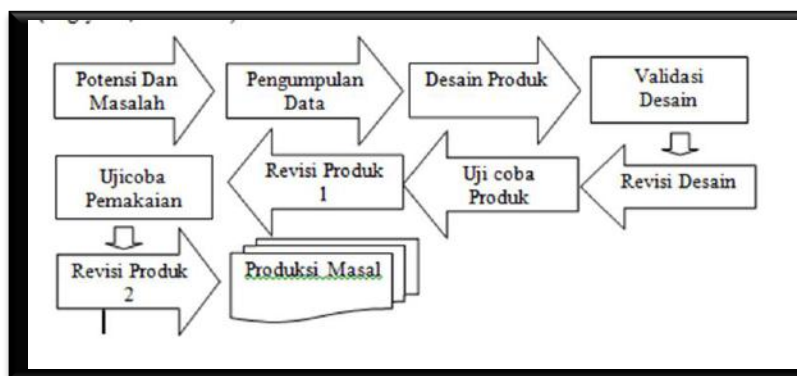 Potensi Dan
Masalah
Pengumpulan
Data
Desain Produk
Validasi
Desain
Revisi Desain
Uji coba
Produk
Revisi Produk
1
Ujicoba
Pemakaian
Revisi Produk
2
Produksi Masal